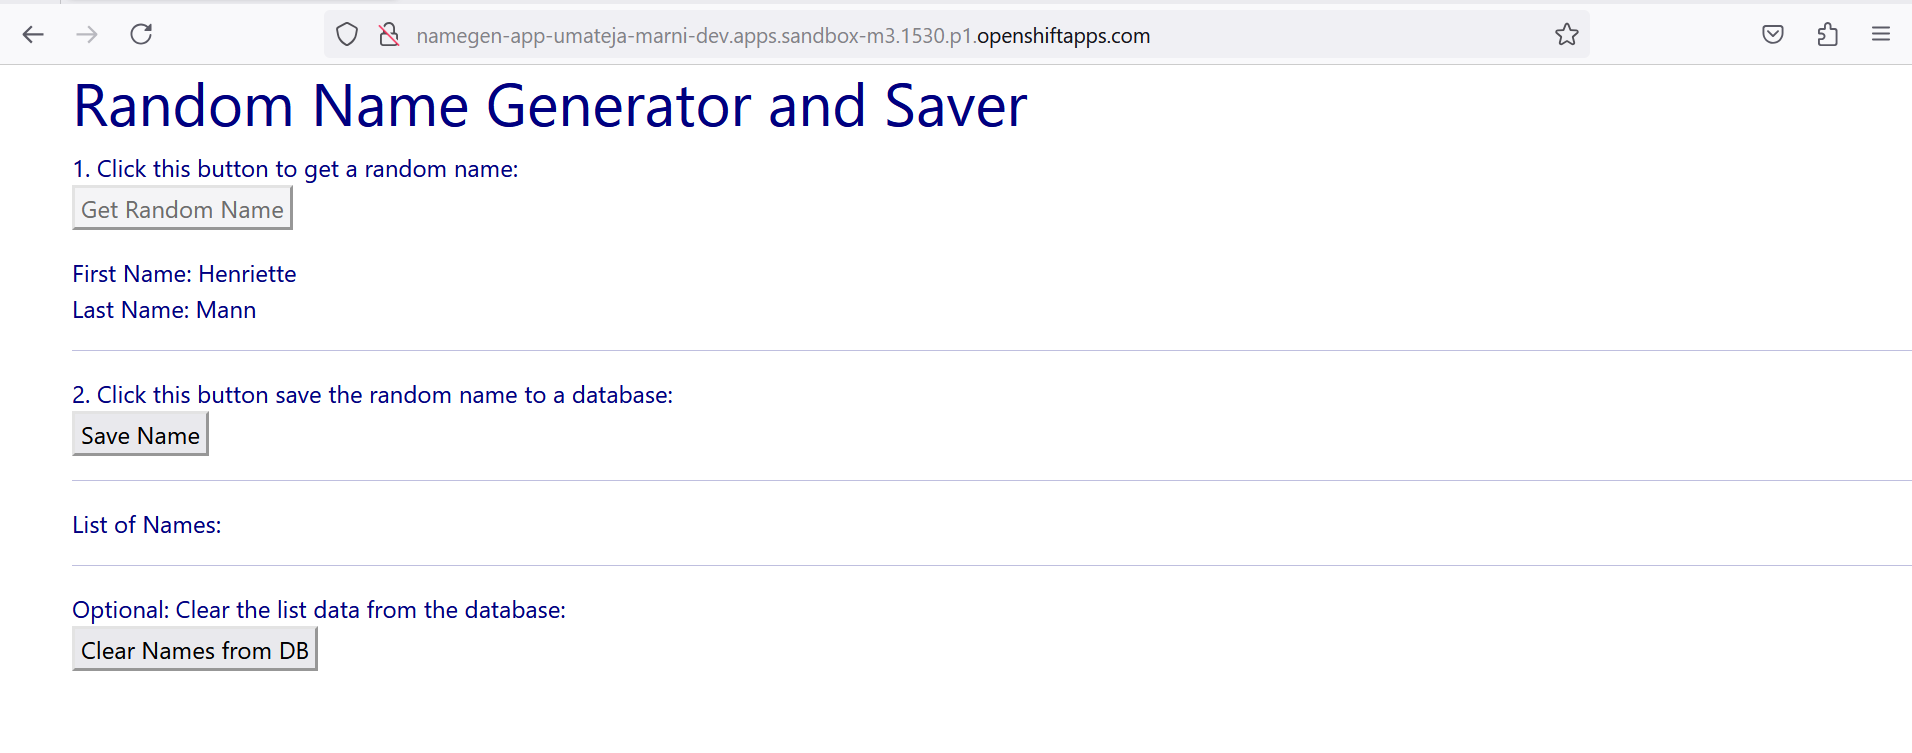 namegen-app-umateja-marni-dev.apps.sandbox-m3.1530.p1.openshiftapps.com
Random Name Generator and Saver
1. Click this button to get a random name:
Get Random Name
First Name: Henriette
Last Name: Mann
2. Click this button save the random name to a database:
Save Name
List of Names:
Optional: Clear the list data from the database:
Clear Names from DB